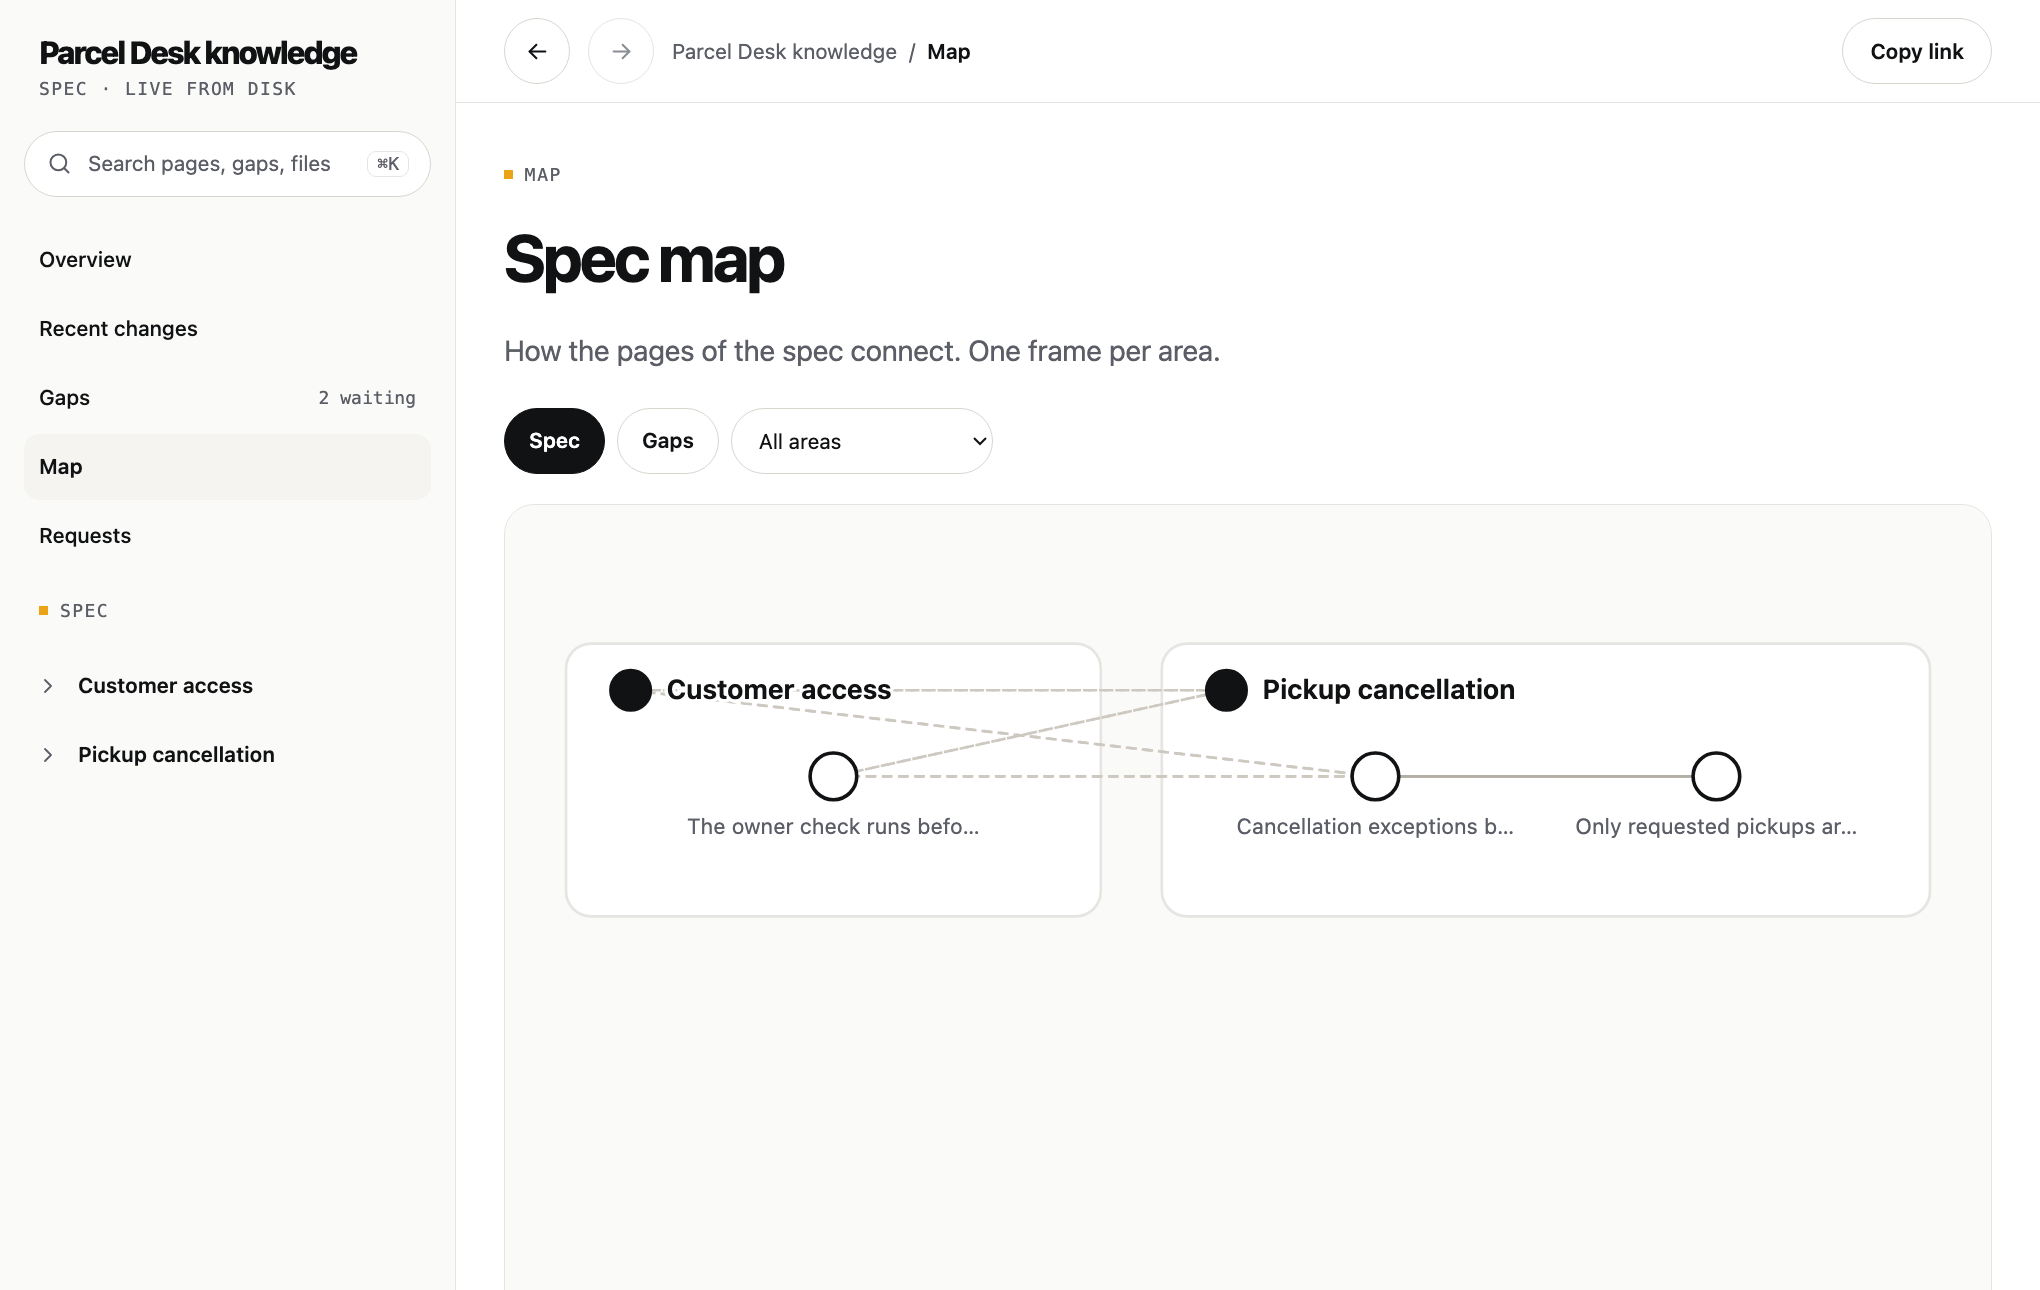 Parcel Desk knowledge
SPEC · LIVE FROM DISK
Search pages, gaps, files ⌘K
Overview
Recent changes
Gaps 2 waiting
Map
Requests
SPEC
Customer access
Pickup cancellation
Parcel Desk knowledge / Map
Copy link
MAP
Spec map
How the pages of the spec connect. One frame per area.
Spec Gaps All areas
Customer access
Pickup cancellation
The owner check runs befo...
Cancellation exceptions b...
Only requested pickups ar...